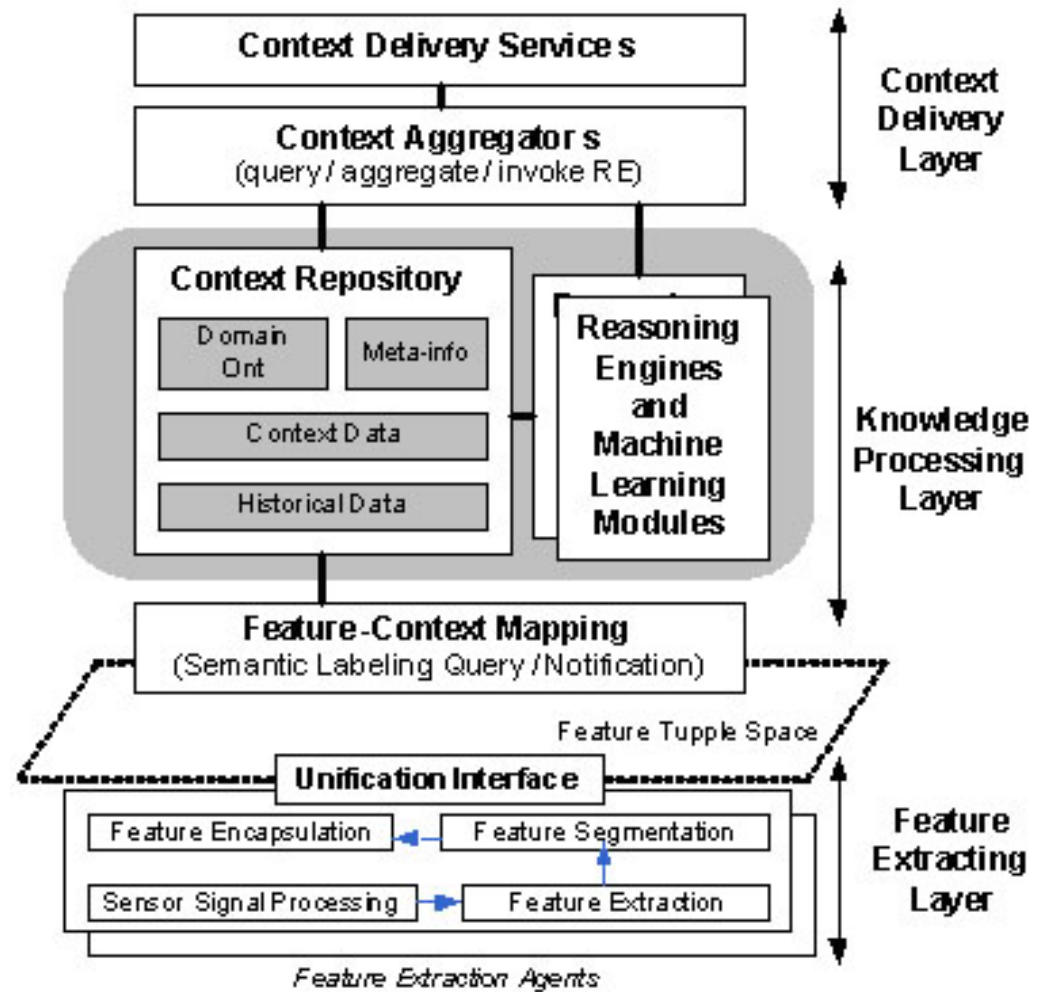 Context Delivery Services
Context
Delivery
Layer
Context Aggregators
(query / aggregate / invoke RE)
Context Repository
Domain
Ont
Meta-info
Context Data
Historical Data
Reasoning
Engines
and
Machine
Learning
Modules
Knowledge
Processing
Layer
Feature-Context Mapping
(Semantic Labeling Query / Notification)
Feature Tupple Space
Unification Interface
Feature Encapsulation
Feature Segmentation
Sensor Signal Processing
Feature Extraction
Feature
Extracting
Layer
Feature Extraction Agents